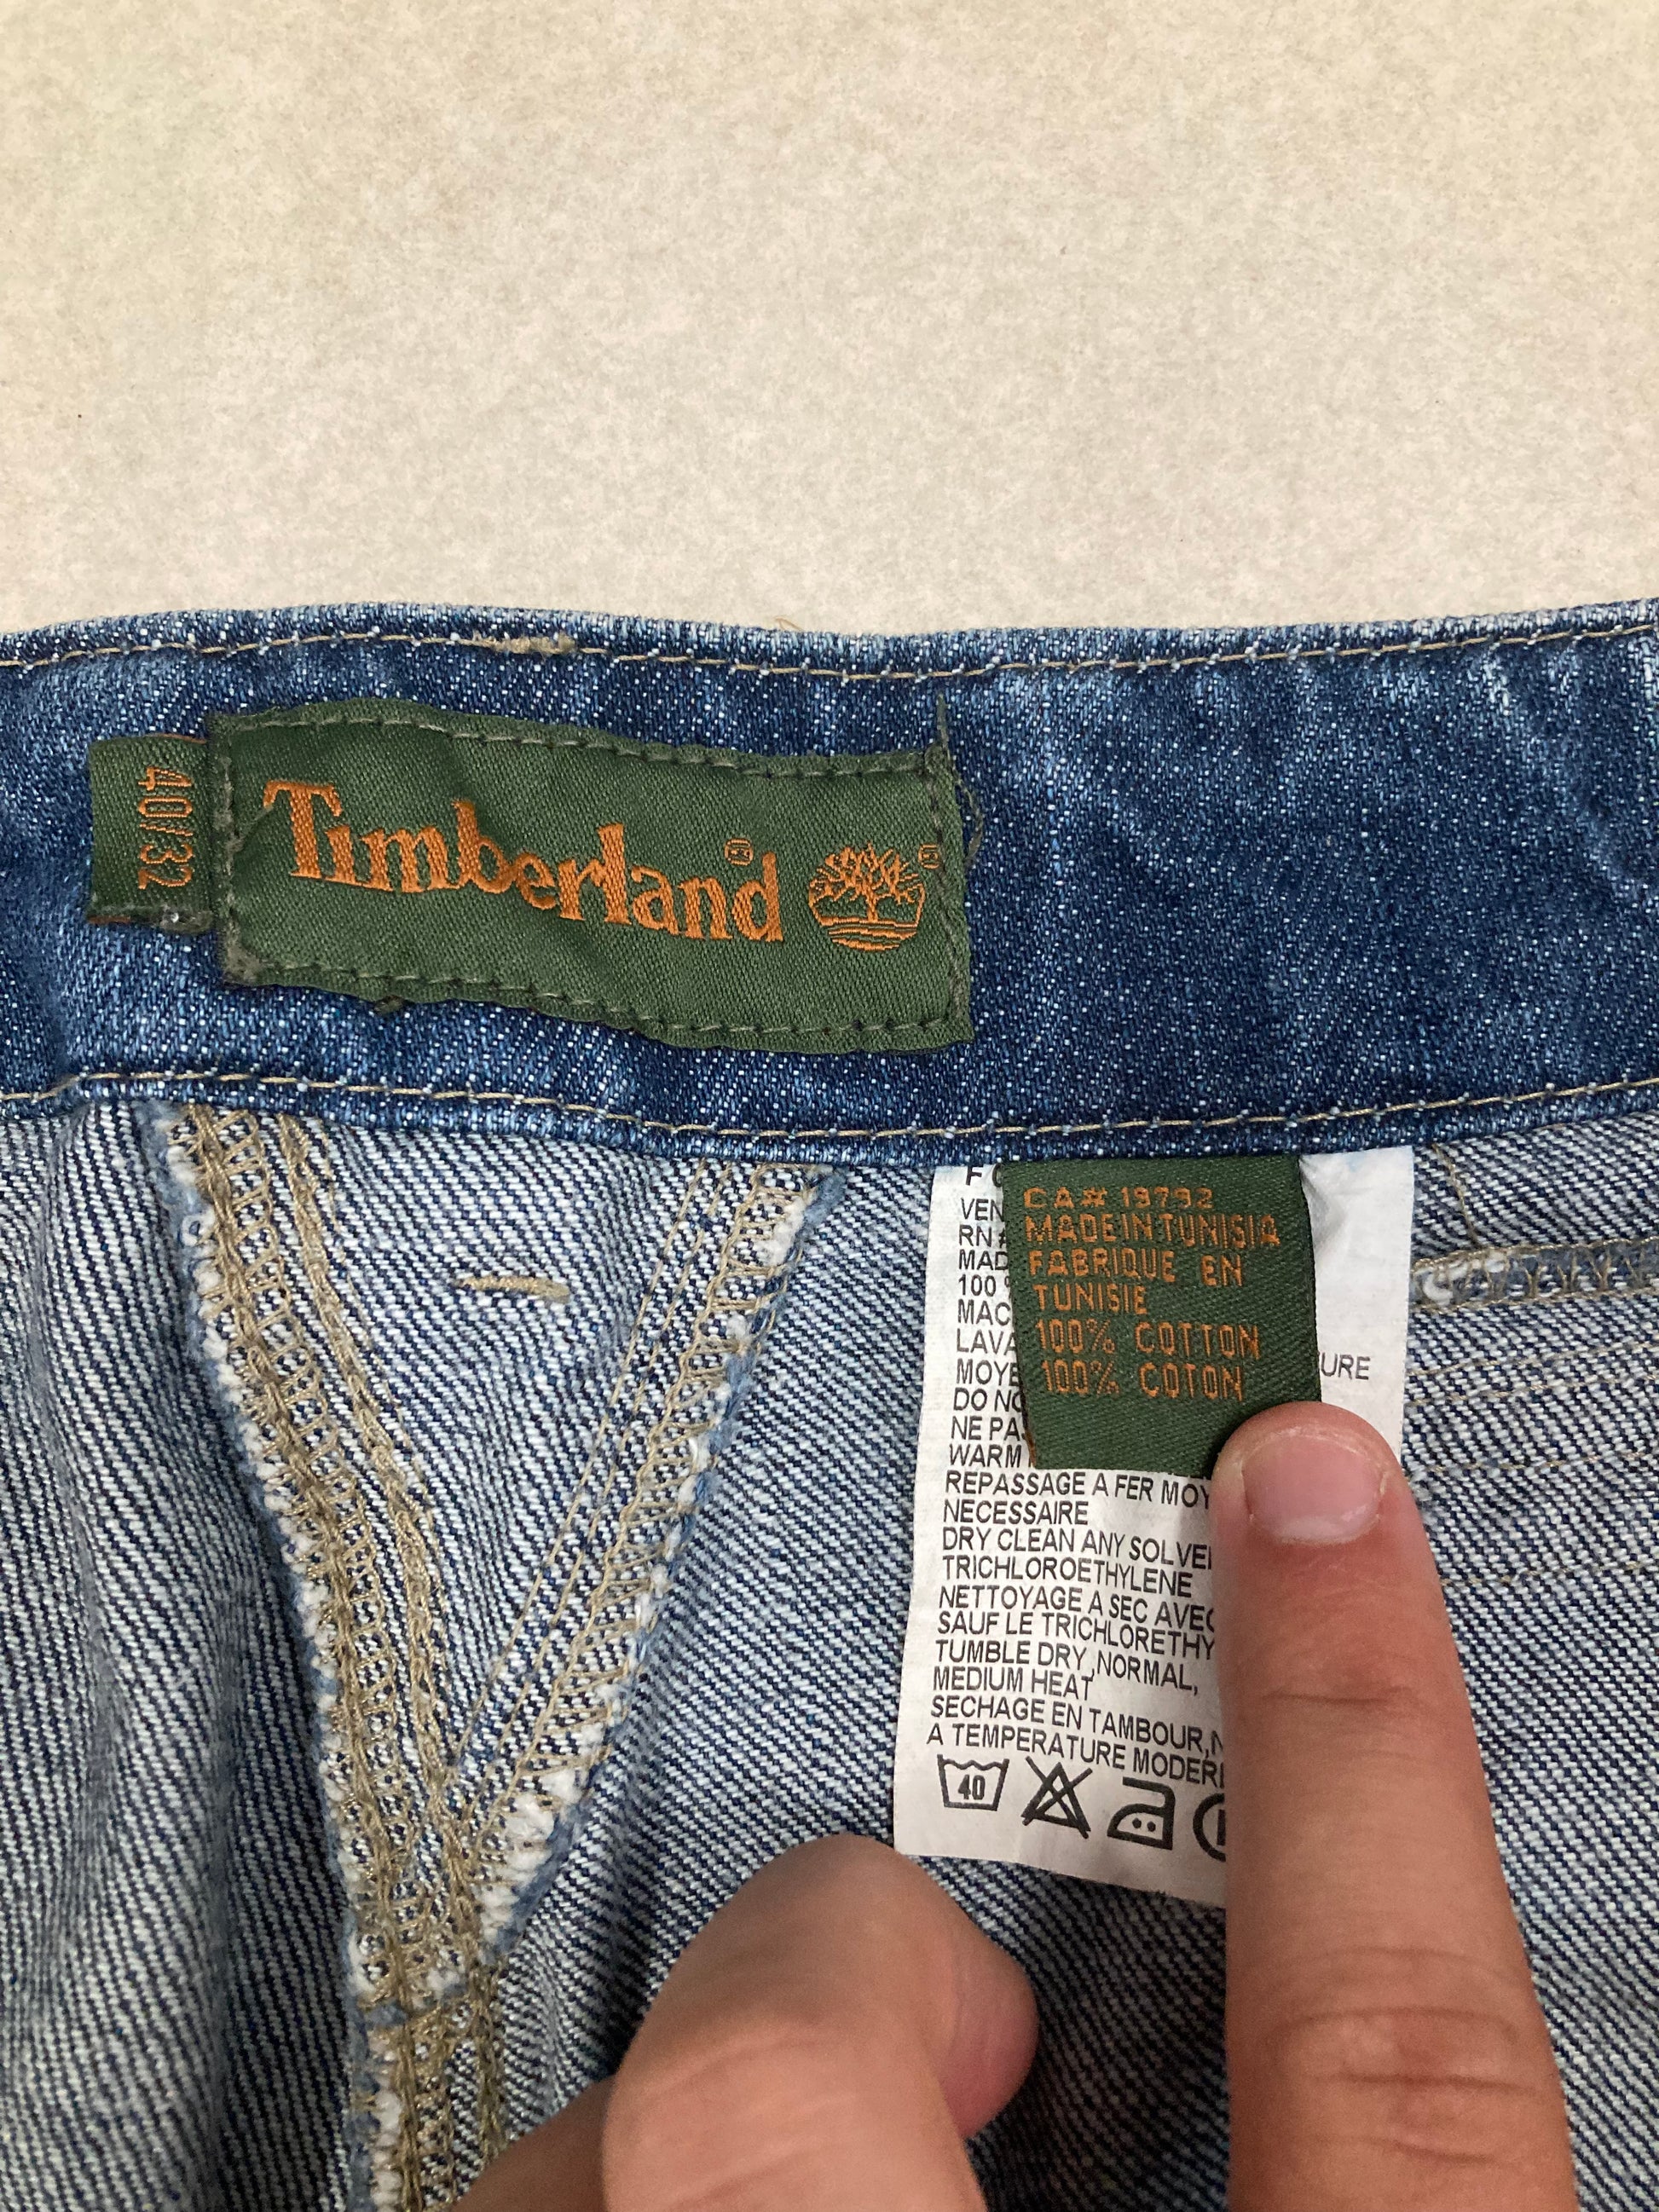 40/32
Timberland®
®
CA# 19792
MADE IN TUNISIA
FABRIQUE EN
TUNISIE
100% COTTON
100% COTON
VEN
RN#
MAD
100 %
MAC
LAVA
MOYE
URE
DO NO
NE PA
WARM
REPASSAGE A FER MOY
NECESSAIRE
DRY CLEAN ANY SOLVE
TRICHLOROETHYLENE
NETTOYAGE A SEC AVEC
SAUF LE TRICHLORETHY
TUMBLE DRY,NORMAL,
MEDIUM HEAT
SECHAGE EN TAMBOUR,N
A TEMPERATURE MODER
40